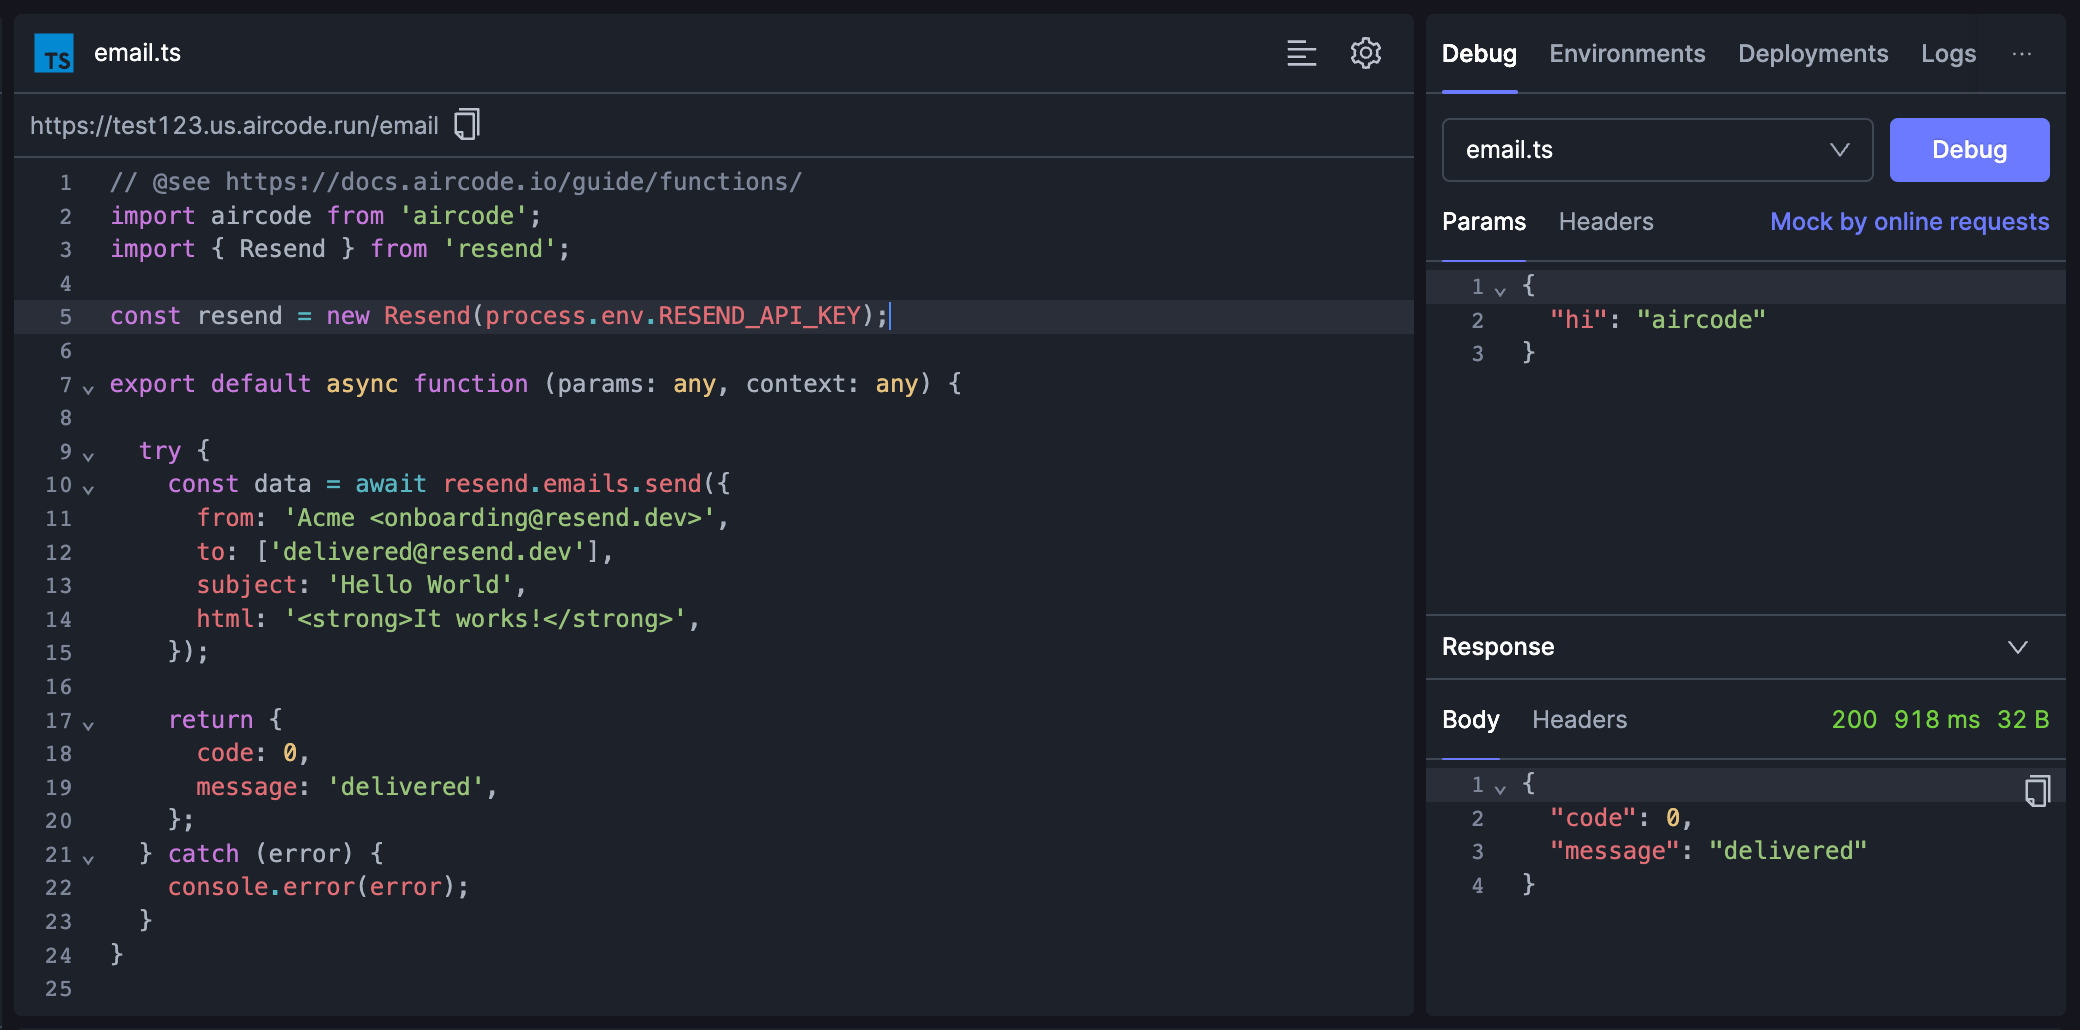 TS email.ts
https://test123.us.aircode.run/email
1 // @see https://docs.aircode.io/guide/functions/
2 import aircode from 'aircode';
3 import { Resend } from 'resend';
4
5 const resend = new Resend(process.env.RESEND_API_KEY);
6
7 export default async function (params: any, context: any) {
8
9 try {
10 const data = await resend.emails.send({
11 from: 'Acme <onboarding@resend.dev>',
12 to: ['delivered@resend.dev'],
13 subject: 'Hello World',
14 html: '<strong>It works!</strong>',
15 });
16
17 return {
18 code: 0,
19 message: 'delivered',
20 };
21 } catch (error) {
22 console.error(error);
23 }
24 }
25
Debug Environments Deployments Logs ...
email.ts Debug
Params Headers Mock by online requests
1 {
2 "hi": "aircode"
3 }
Response
Body Headers 200 918 ms 32 B
1 {
2 "code": 0,
3 "message": "delivered"
4 }